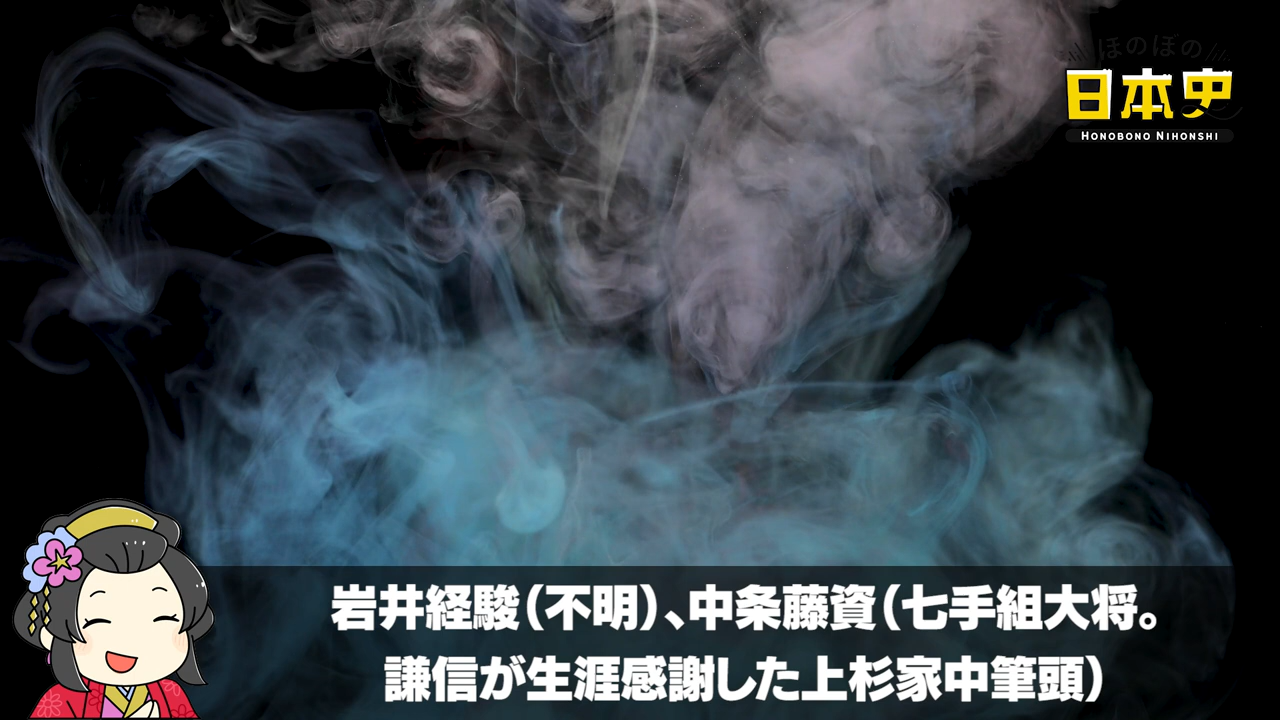 ほのぼの
日本史
HONOBONO NIHONSHI
岩井経駿(不明)、中条藤資(七手組大将。
謙信が生涯感謝した上杉家中筆頭)